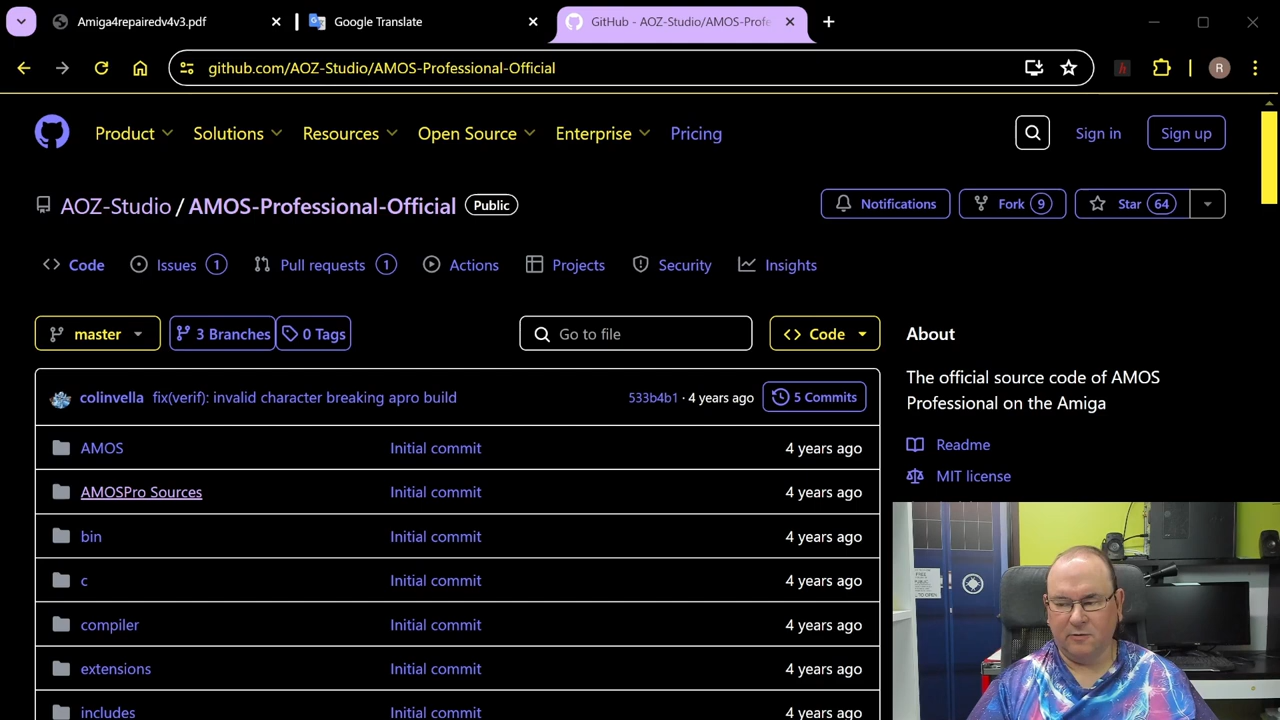 Amiga4repairedv4v3.pdf
Google Translate
GitHub - AOZ-Studio/AMOS-Profe
github.com/AOZ-Studio/AMOS-Professional-Official
h
R
Product
Solutions
Resources
Open Source
Enterprise
Pricing
Sign in
Sign up
AOZ-Studio / AMOS-Professional-Official Public
Notifications
Fork 9
Star 64
Code
Issues 1
Pull requests 1
Actions
Projects
Security
Insights
master
3 Branches
0 Tags
Go to file
Code
colinvella fix(verif): invalid character breaking apro build 533b4b1 · 4 years ago 5 Commits
AMOS Initial commit 4 years ago
AMOSPro Sources Initial commit 4 years ago
bin Initial commit 4 years ago
c Initial commit 4 years ago
compiler Initial commit 4 years ago
extensions Initial commit 4 years ago
includes Initial commit 4 years ago
About
The official source code of AMOS
Professional on the Amiga
Readme
MIT license